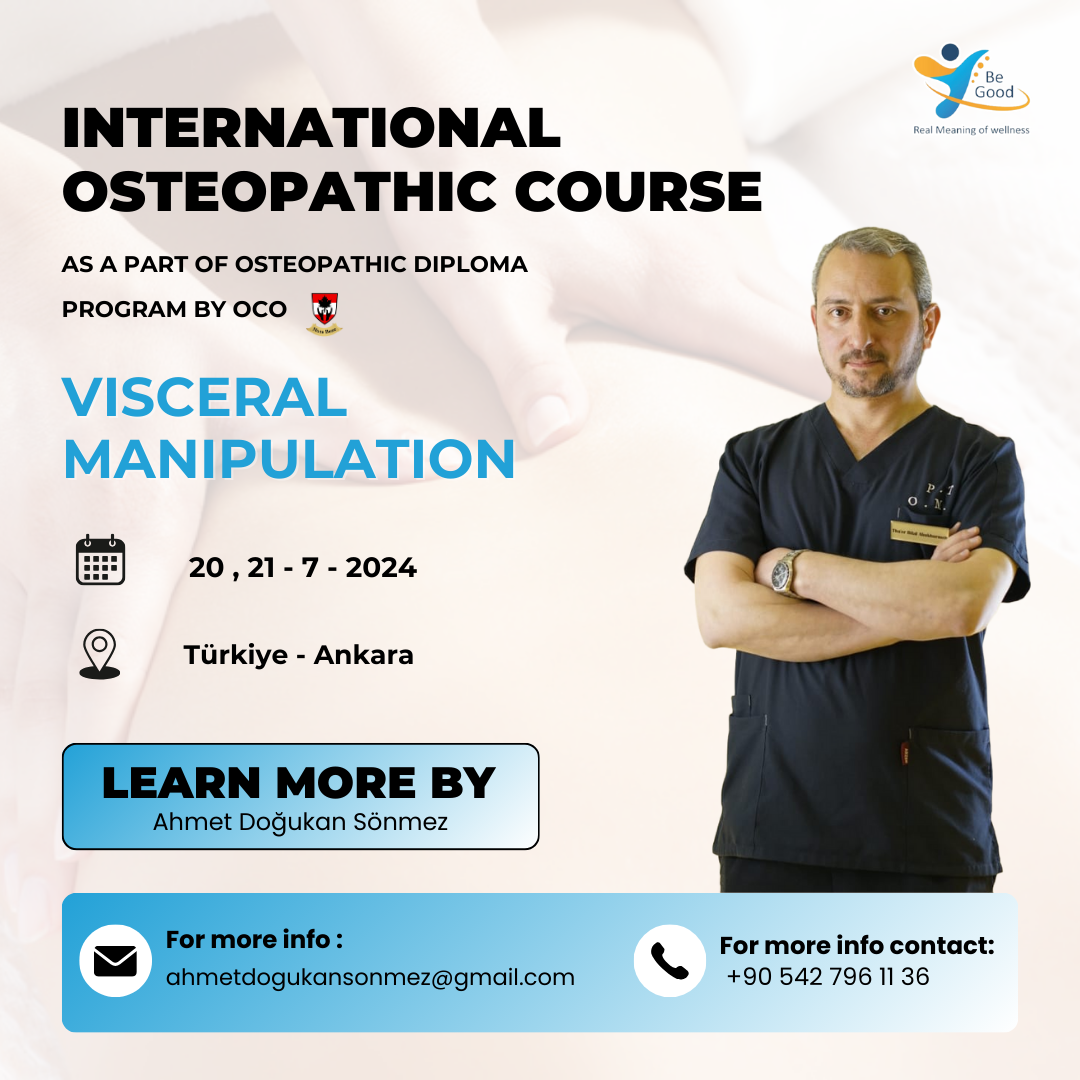 Be
Good
Real Meaning of wellness
INTERNATIONAL
OSTEOPATHIC COURSE
AS A PART OF OSTEOPATHIC DIPLOMA
PROGRAM BY OCO
VISCERAL
MANIPULATION
P.T
O.N.
20 , 21 - 7 - 2024
Türkiye - Ankara
LEARN MORE BY
Ahmet Doğukan Sönmez
For more info :
ahmetdogukansonmez@gmail.com
For more info contact:
+90 542 796 11 36